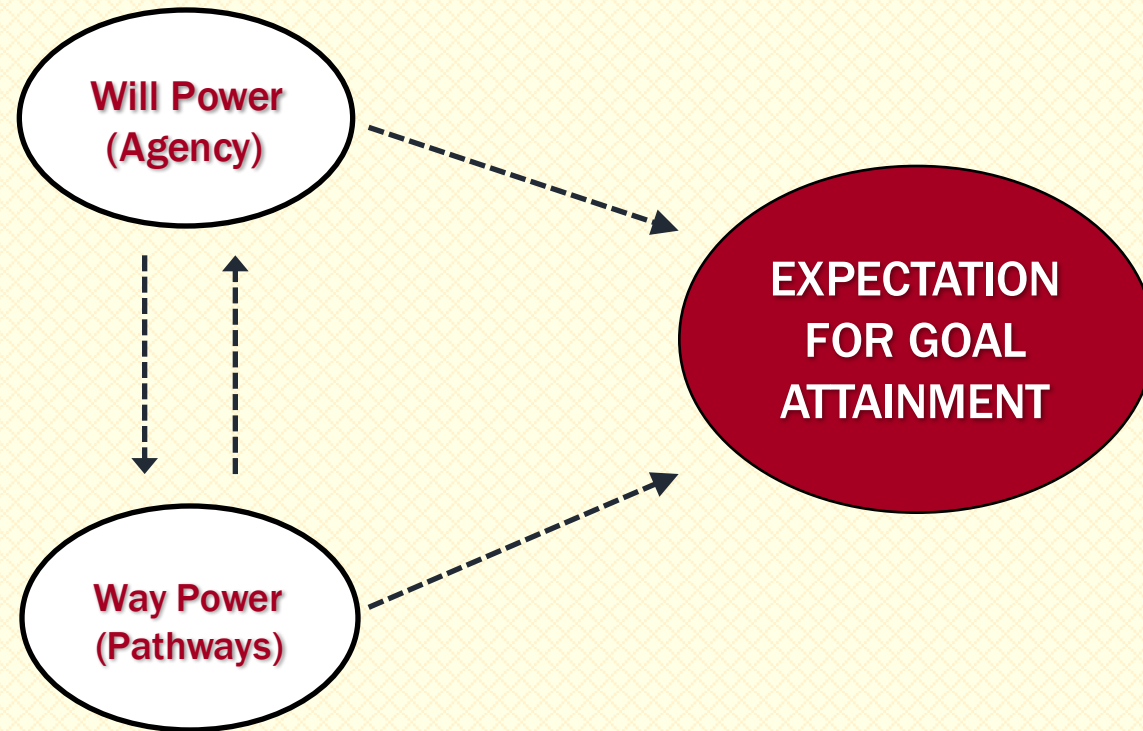 Will Power
(Agency)
EXPECTATION
FOR GOAL
ATTAINMENT
Way Power
(Pathways)